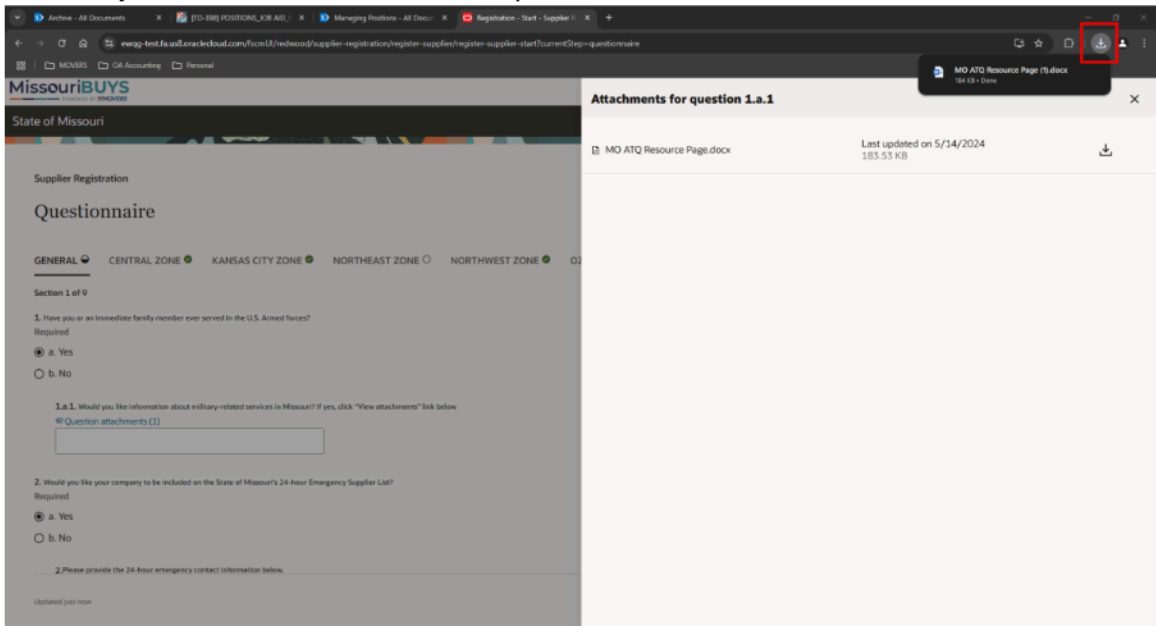 Archive - All Documents
[TO-398] POSITIONS_JOB AID_
Managing Positions - All Docu
Registration - Start - Supplier
ewqg-test.fa.us8.oraclecloud.com/fscmUI/redwood/supplier-registration/register-supplier/register-supplier-start?currentStep=questionnaire
MOVERS
OA Accounting
Personal
MO ATQ Resource Page (1).docx
184 KB • Done
MissouriBUYS
POWERED BY MOVERS
State of Missouri
Attachments for question 1.a.1
MO ATQ Resource Page.docx
Last updated on 5/14/2024
183.53 KB
Supplier Registration
Questionnaire
GENERAL
CENTRAL ZONE
KANSAS CITY ZONE
NORTHEAST ZONE
NORTHWEST ZONE
OZ
Section 1 of 9
1. Have you or an immediate family member ever served in the U.S. Armed forces?
Required
a. Yes
b. No
1.a.1. Would you like information about military-related services in Missouri? If yes, click "View attachments" link below
Question attachments (1)
2. Would you like your company to be included on the State of Missouri's 24-hour Emergency Supplier List?
Required
a. Yes
b. No
2.Please provide the 24-hour emergency contact information below.
Updated just now